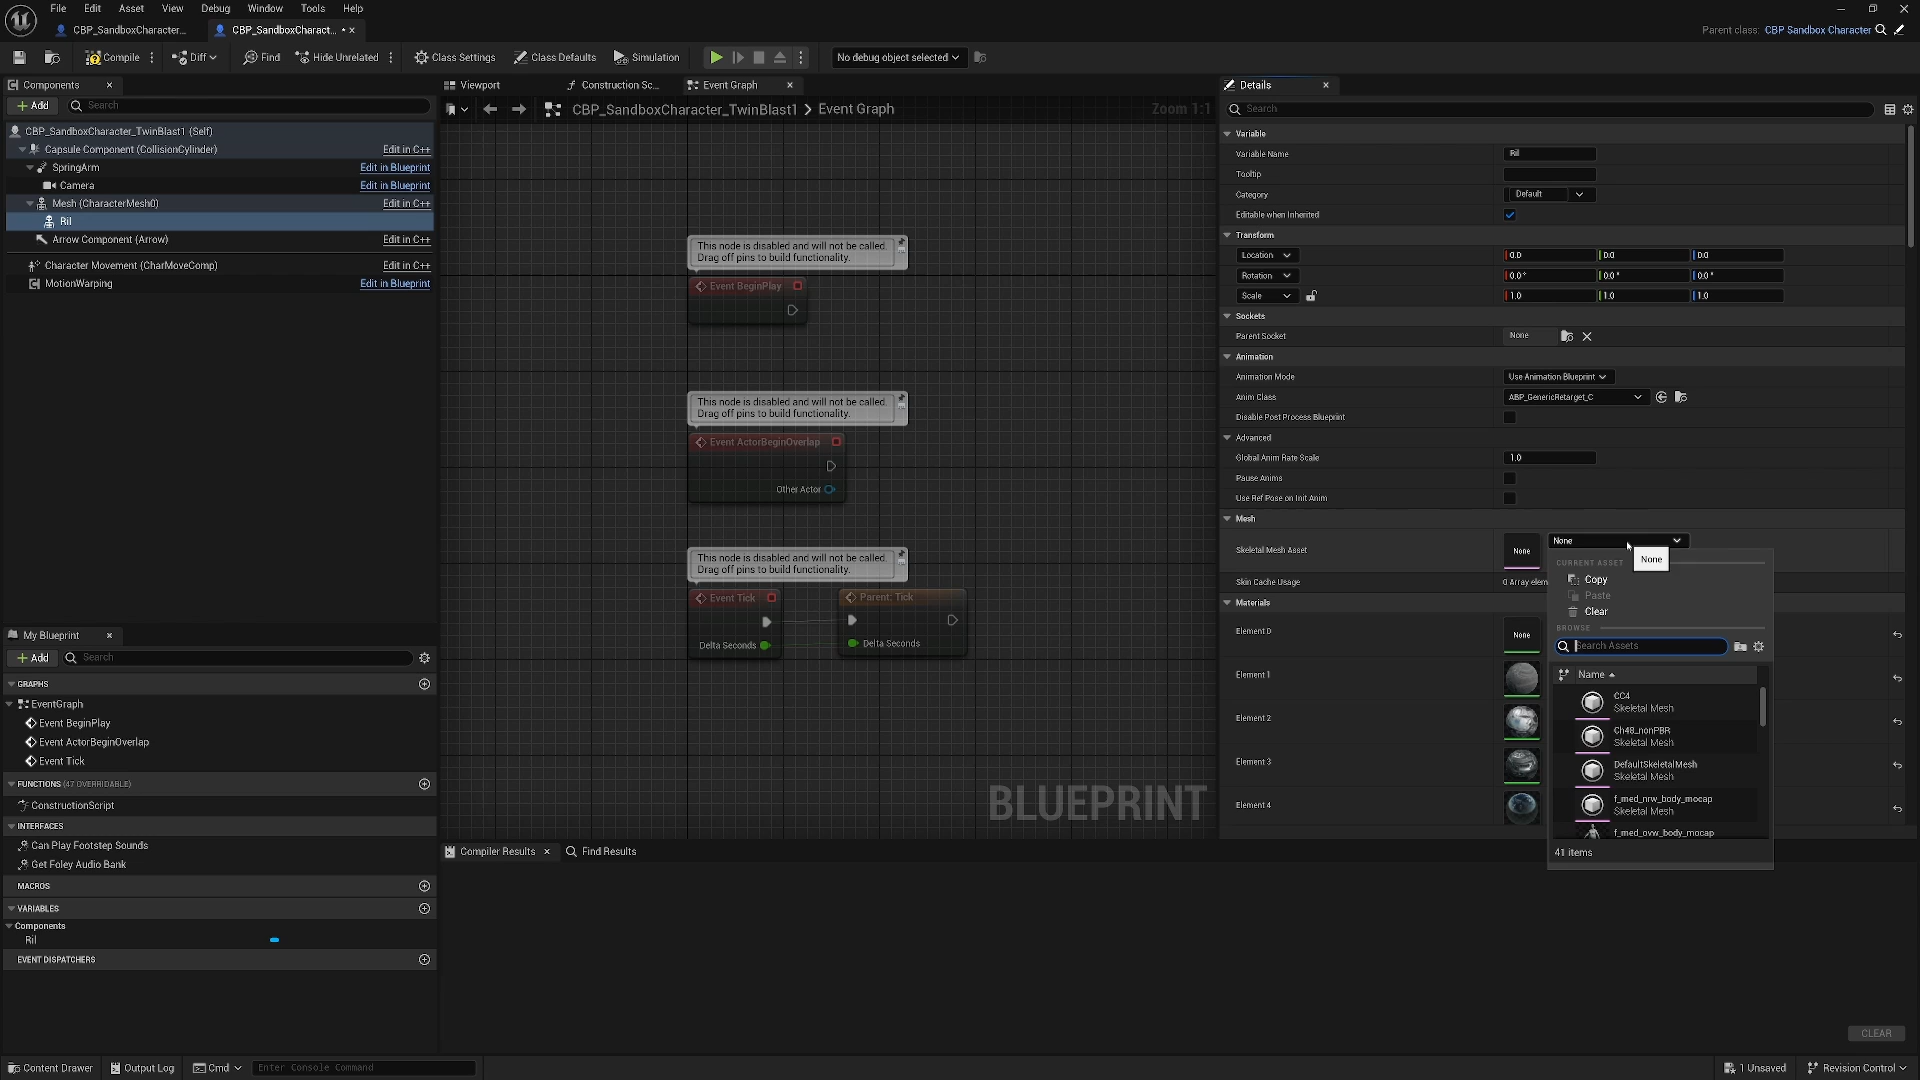 File Edit Asset View Debug Window Tools Help
CBP_SandboxCharacter...
CBP_SandboxCharact... •
Parent class: CBP Sandbox Character
Compile
Diff
Find
Hide Unrelated
Class Settings
Class Defaults
Simulation
No debug object selected
Components
Add
Search
CBP_SandboxCharacter_TwinBlast1 (Self)
Capsule Component (CollisionCylinder) Edit in C++
SpringArm Edit in Blueprint
Camera Edit in Blueprint
Mesh (CharacterMesh0) Edit in C++
Ril
Arrow Component (Arrow) Edit in C++
Character Movement (CharMoveComp) Edit in C++
MotionWarping Edit in Blueprint
My Blueprint
Add
Search
GRAPHS
EventGraph
Event BeginPlay
Event ActorBeginOverlap
Event Tick
FUNCTIONS (47 OVERRIDABLE)
ConstructionScript
INTERFACES
Can Play Footstep Sounds
Get Foley Audio Bank
MACROS
VARIABLES
Components
Ril
EVENT DISPATCHERS
Viewport
Construction Sc...
Event Graph
CBP_SandboxCharacter_TwinBlast1 > Event Graph
Zoom 1:1
This node is disabled and will not be called.
Drag off pins to build functionality.
Event BeginPlay
This node is disabled and will not be called.
Drag off pins to build functionality.
Event ActorBeginOverlap
Other Actor
This node is disabled and will not be called.
Drag off pins to build functionality.
Event Tick
Delta Seconds
Parent: Tick
Delta Seconds
BLUEPRINT
Compiler Results
Find Results
CLEAR
Details
Search
Variable
Variable Name Ril
Tooltip
Category Default
Editable when Inherited
Transform
Location 0.0 0.0 0.0
Rotation 0.0 ° 0.0 ° 0.0 °
Scale 1.0 1.0 1.0
Sockets
Parent Socket None
Animation
Animation Mode Use Animation Blueprint
Anim Class ABP_GenericRetarget_C
Disable Post Process Blueprint
Advanced
Global Anim Rate Scale 1.0
Pause Anims
Use Ref Pose on Init Anim
Mesh
Skeletal Mesh Asset None None
None
Skin Cache Usage 0 Array elem
Materials
Element 0 None
Element 1
Element 2
Element 3
Element 4
CURRENT ASSET
Copy
Paste
Clear
BROWSE
Search Assets
Name
CC4
Skeletal Mesh
Ch48_nonPBR
Skeletal Mesh
DefaultSkeletalMesh
Skeletal Mesh
f_med_nrw_body_mocap
Skeletal Mesh
f_med_ovw_body_mocap
41 items
Content Drawer
Output Log
Cmd
Enter Console Command
1 Unsaved
Revision Control